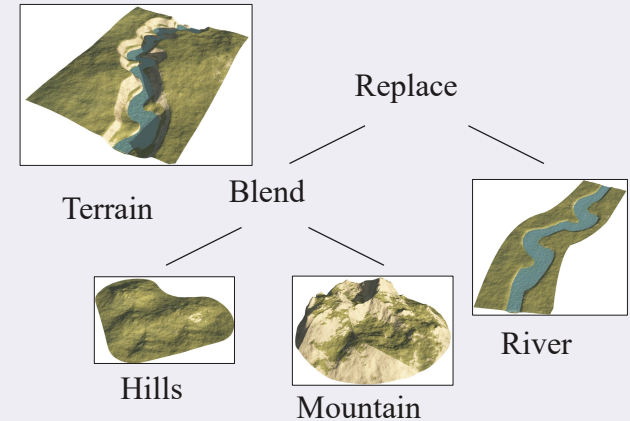 Replace
Terrain
Blend
River
Hills
Mountain